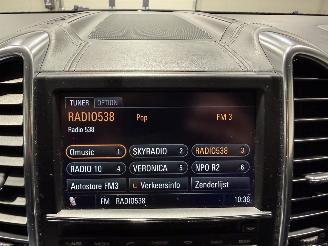 TUNER OPTION
RADIO538 Pop FM 3
Radio 538
Qmusic 1 SKYRADIO 2 RADIO538 3
RADIO 10 4 VERONICA 5 NPO R2 6
Autostore FM3 Verkeersinfo Zenderlijst
FM RADIO538 10:36